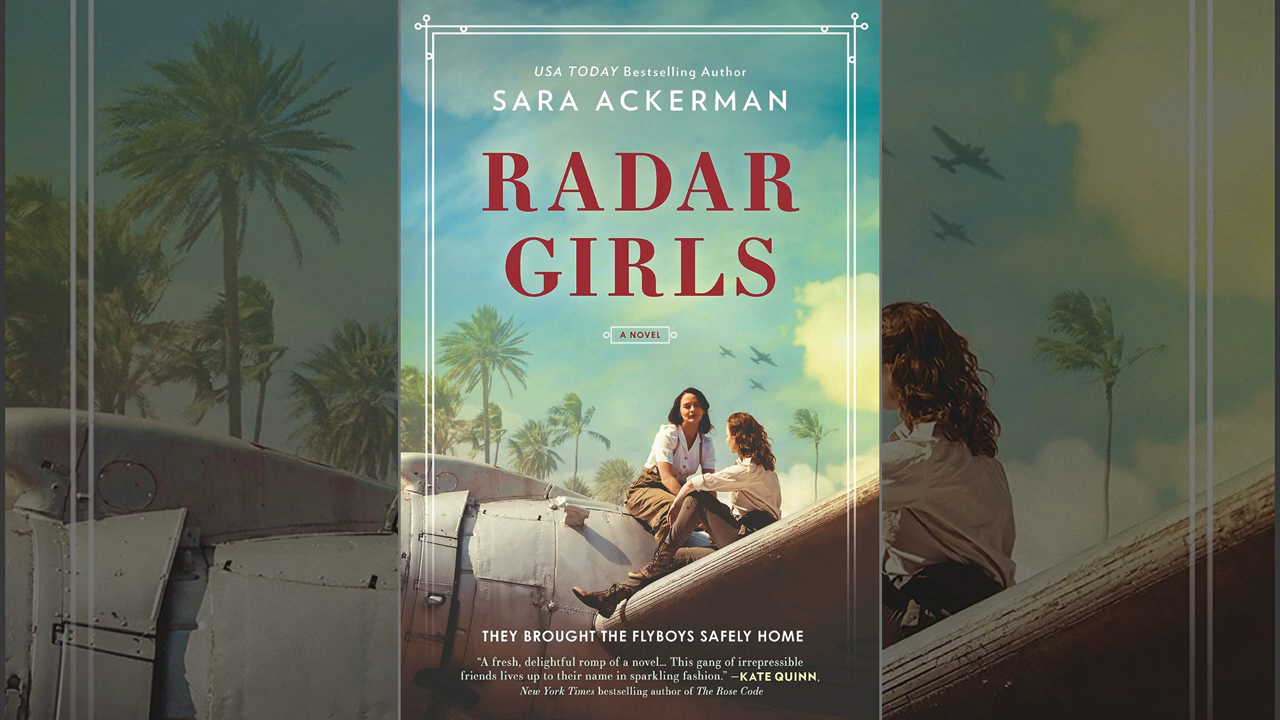 USA TODAY Bestselling Author
SARA ACKERMAN
RADAR
GIRLS
A NOVEL
THEY BROUGHT THE FLYBOYS SAFELY HOME
“A fresh, delightful romp of a novel... This gang of irrepressible
friends lives up to their name in sparkling fashion.” —KATE QUINN,
New York Times bestselling author of The Rose Code